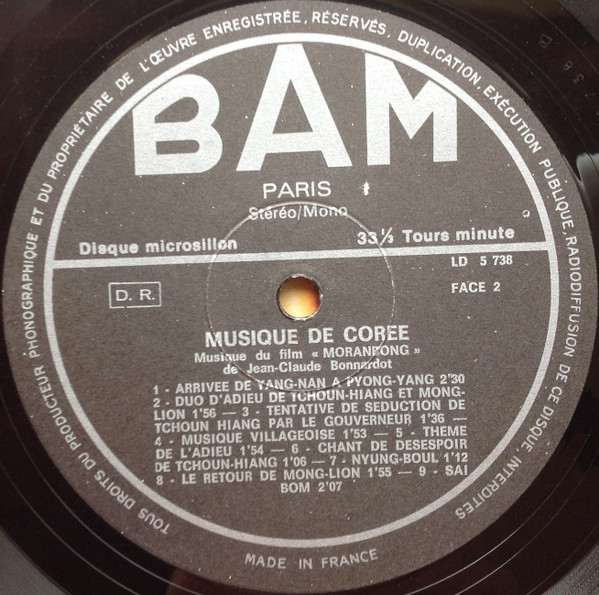 TOUS DROITS DU PRODUCTEUR PHONOGRAPHIQUE ET DU PROPRIÉTAIRE DE L'ŒUVRE ENREGISTRÉE, RÉSERVÉS, DUPLICATION, EXÉCUTION PUBLIQUE, RADIODIFFUSION DE CE DISQUE INTERDITES
BAM
PARIS
Stéréo/Mono
Disque microsillon 33⅓ Tours minute
LD 5 738
D. R. FACE 2
MUSIQUE DE COREE
Musique du film « MORANBONG »
de Jean-Claude Bonnardot
1 - ARRIVEE DE YANG-NAN A PYONG-YANG 2'30
2 - DUO D'ADIEU DE TCHOUN-HIANG ET MONG-
LION 1'56 — 3 - TENTATIVE DE SEDUCTION DE
TCHOUN HIANG PAR LE GOUVERNEUR 1'36 —
4 - MUSIQUE VILLAGEOISE 1'53 — 5 - THEME
DE L'ADIEU 1'54 — 6 - CHANT DE DESESPOIR
DE TCHOUN-HIANG 1'06 — 7 - NYUNG-BOUL 1'12
8 - LE RETOUR DE MONG-LION 1'55 — 9 - SAI
BOM 2'07
MADE IN FRANCE